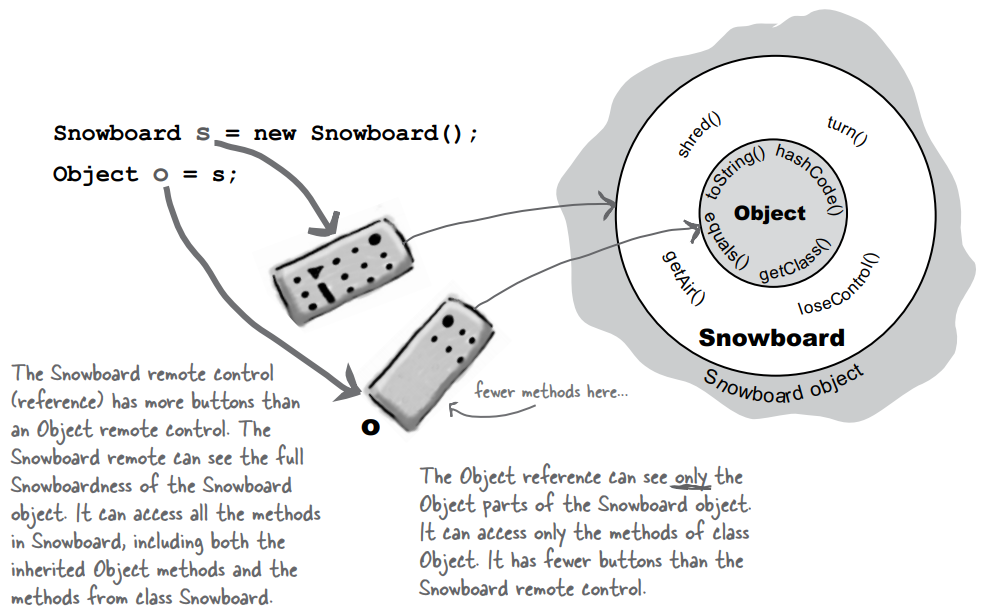 Snowboard s = new Snowboard();
Object o = s;
shred()
turn()
toString()
hashCode()
Object
equals()
getClass()
getAir()
loseControl()
Snowboard
Snowboard object
o
fewer methods here...
The Snowboard remote control
(reference) has more buttons than
an Object remote control. The
Snowboard remote can see the full
Snowboardness of the Snowboard
object. It can access all the methods
in Snowboard, including both the
inherited Object methods and the
methods from class Snowboard.
The Object reference can see only the
Object parts of the Snowboard object.
It can access only the methods of class
Object. It has fewer buttons than the
Snowboard remote control.